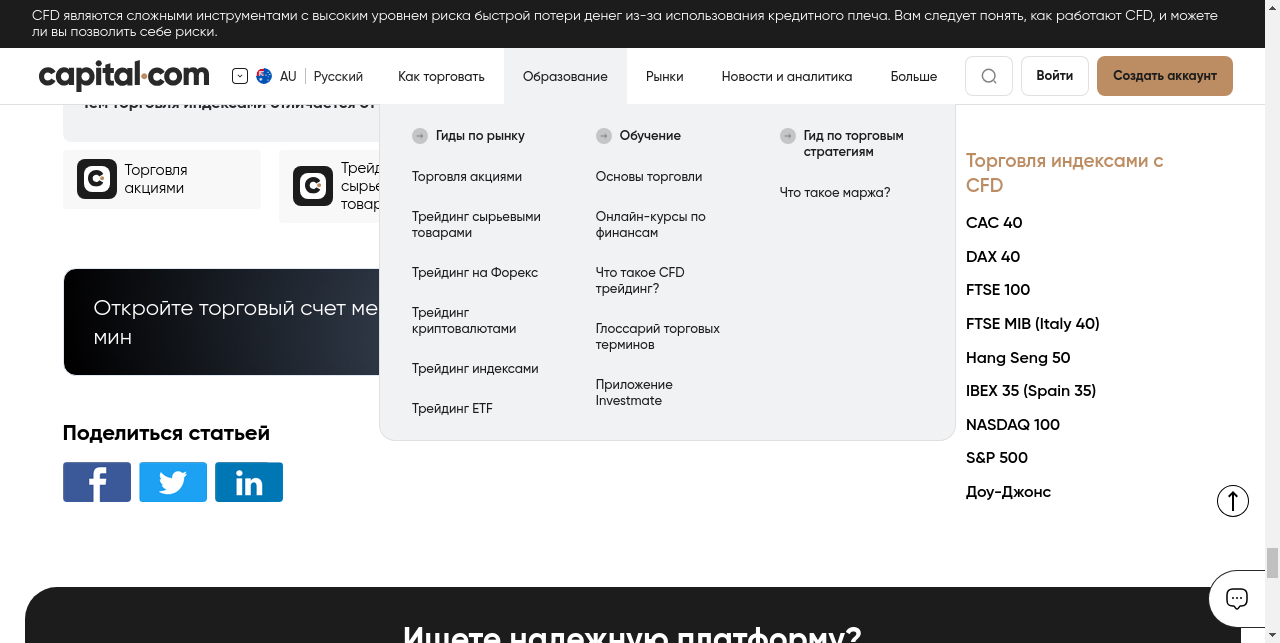 CFD являются сложными инструментами с высоким уровнем риска быстрой потери денег из-за использования кредитного плеча. Вам следует понять, как работают CFD, и можете
ли вы позволить себе риски.
capital.com
AU
Русский
Как торговать
Образование
Рынки
Новости и аналитика
Больше
Войти
Создать аккаунт
Чем торговля индексами отличается от
Торговля
акциями
Трейд
сырье
товар
Откройте торговый счет ме
мин
Поделиться статьей
Гиды по рынку
Торговля акциями
Трейдинг сырьевыми
товарами
Трейдинг на Форекс
Трейдинг
криптовалютами
Трейдинг индексами
Трейдинг ETF
Обучение
Основы торговли
Онлайн-курсы по
финансам
Что такое CFD
трейдинг?
Глоссарий торговых
терминов
Приложение
Investmate
Гид по торговым
стратегиям
Что такое маржа?
Торговля индексами с
CFD
CAC 40
DAX 40
FTSE 100
FTSE MIB (Italy 40)
Hang Seng 50
IBEX 35 (Spain 35)
NASDAQ 100
S&P 500
Доу-Джонс
Ищете надежную платформу?